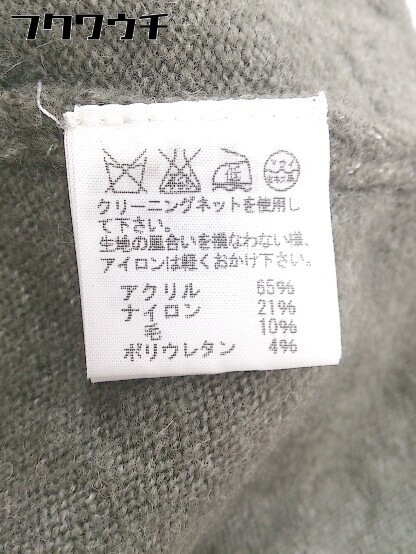 フクワウチ
クリーニングネットを使用し
て下さい。
生地の風合いを損なわない様、
アイロンは軽くおかけ下さい。
アクリル 65%
ナイロン 21%
毛 10%
ポリウレタン 4%